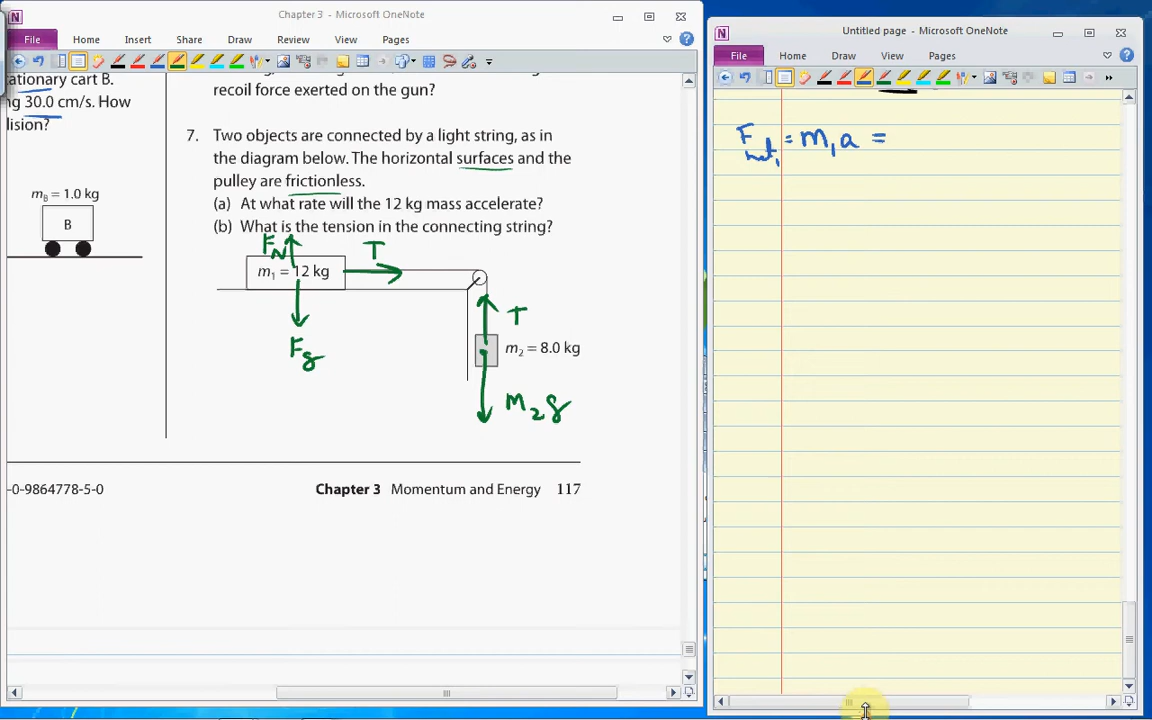 Chapter 3 - Microsoft OneNote
File Home Insert Share Draw Review View Pages
tationary cart B.
ng 30.0 cm/s. How
lision?
mB = 1.0 kg
B
recoil force exerted on the gun?
7. Two objects are connected by a light string, as in
the diagram below. The horizontal surfaces and the
pulley are frictionless.
(a) At what rate will the 12 kg mass accelerate?
(b) What is the tension in the connecting string?
FN
T
m1 = 12 kg
Fg
T
m2 = 8.0 kg
m2g
-0-9864778-5-0
Chapter 3 Momentum and Energy 117
Untitled page - Microsoft OneNote
File Home Draw View Pages
Fnet1 = m1a =